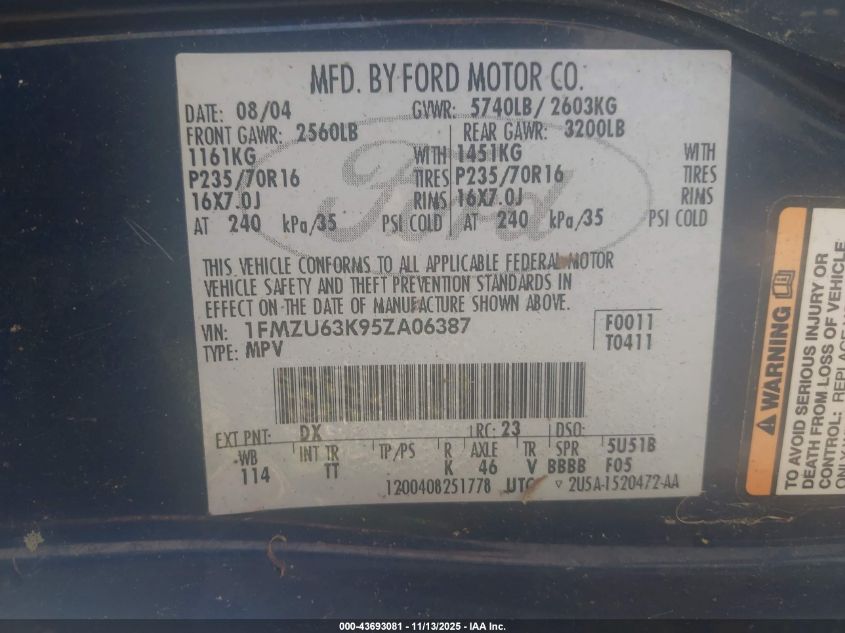 MFD. BY FORD MOTOR CO.
DATE: 08/04 GVWR: 5740LB/ 2603KG
FRONT GAWR: 2560LB REAR GAWR: 3200LB
1161KG WITH 1451KG WITH
P235/70R16 TIRES P235/70R16 TIRES
16X7.0J RIMS 16X7.0J RIMS
AT 240 kPa/35 PSI COLD AT 240 kPa/35 PSI COLD
Ford
THIS VEHICLE CONFORMS TO ALL APPLICABLE FEDERAL MOTOR
VEHICLE SAFETY AND THEFT PREVENTION STANDARDS IN
EFFECT ON THE DATE OF MANUFACTURE SHOWN ABOVE.
VIN: 1FMZU63K95ZA06387 F0011
TYPE: MPV T0411
EXT PNT: DX RC: 23 DSO:
WB INT TR TP/PS R AXLE TR SPR 5U51B
114 TT K 46 V BBBB F05
1200408251778 UTC ▽ 2U5A-1520472-AA
WARNING
TO AVOID SERIOUS INJURY OR
DEATH FROM LOSS OF VEHICLE
CONTROL: REPLACE
000-43693081 - 11/13/2025 - IAA Inc.